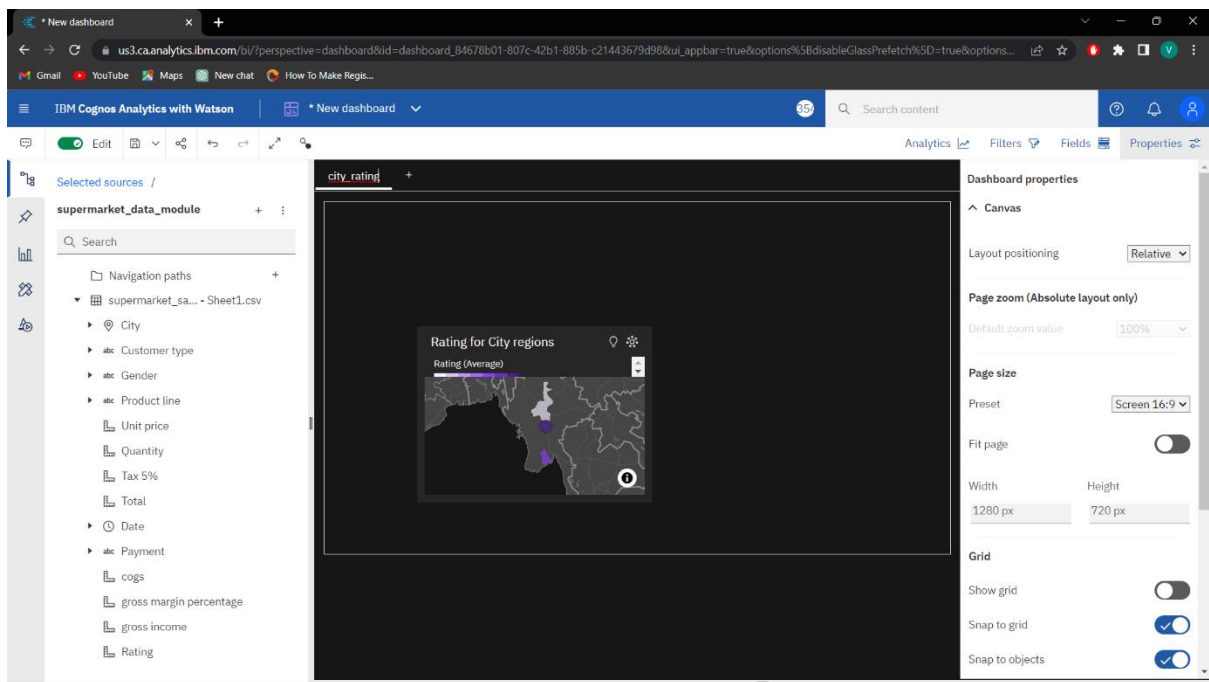 * New dashboard
us3.ca.analytics.ibm.com/bi/?perspective=dashboard&id=dashboard_84678b01-807c-42b1-885b-c21443679d98&ui_appbar=true&options%5BdisableGlassPrefetch%5D=true&options...
V
Gmail YouTube Maps New chat How To Make Regis...
IBM Cognos Analytics with Watson * New dashboard 354 Search content
Edit Analytics Filters Fields Properties
Selected sources /
supermarket_data_module
Search
Navigation paths
supermarket_sa... - Sheet1.csv
City
abc Customer type
abc Gender
abc Product line
Unit price
Quantity
Tax 5%
Total
Date
abc Payment
cogs
gross margin percentage
gross income
Rating
city_rating +
Rating for City regions
Rating (Average)
Dashboard properties
Canvas
Layout positioning Relative
Page zoom (Absolute layout only)
Default zoom value 100%
Page size
Preset Screen 16:9
Fit page
Width Height
1280 px 720 px
Grid
Show grid
Snap to grid
Snap to objects